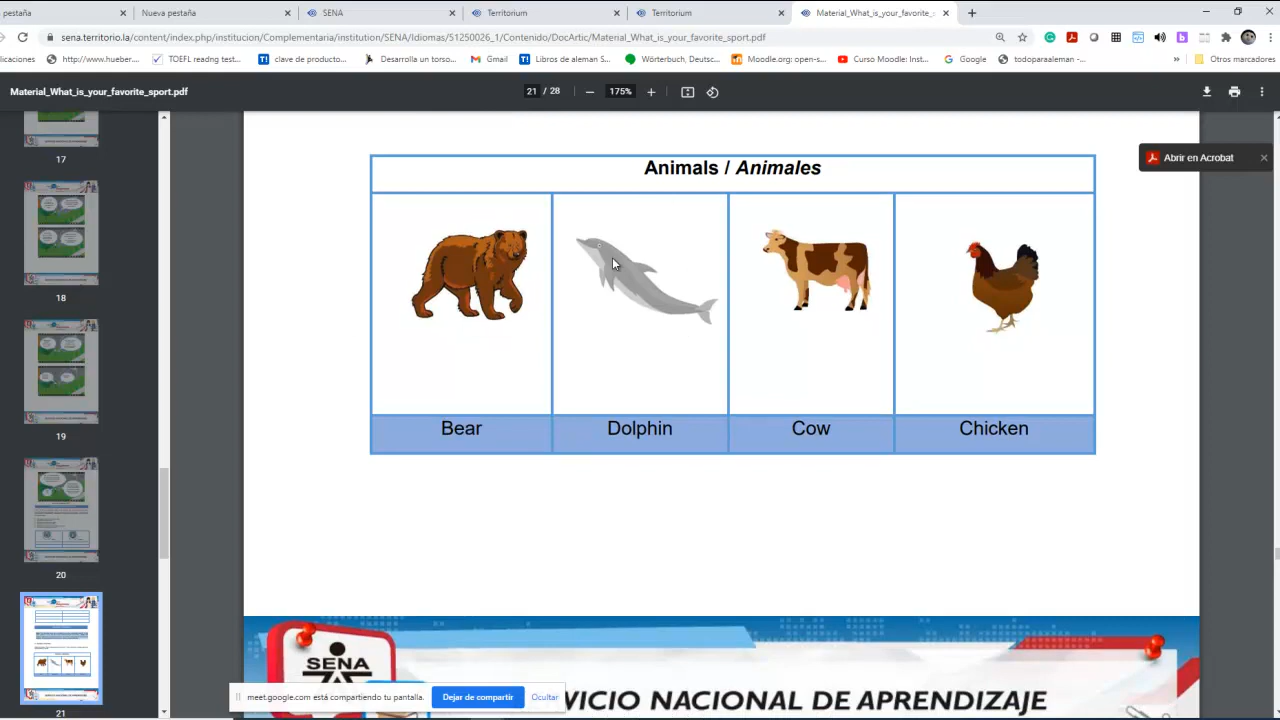 pestaña
Nueva pestaña
SENA
Territorium
Territorium
Material_What_is_your_favorite_s
sena.territorio.la/content/index.php/institucion/Complementaria/institution/SENA/Idiomas/51250026_1/Contenido/DocArtic/Material_What_is_your_favorite_sport.pdf
licaciones
http://www.hueber...
TOEFL readng test...
clave de producto...
Desarrolla un torso...
Gmail
Libros de aleman S...
Wörterbuch, Deutsc...
Moodle.org: open-s...
Curso Moodle: Inst...
Google
todoparaaleman -...
Otros marcadores
Material_What_is_your_favorite_sport.pdf
21 / 28
175%
Abrir en Acrobat
17
18
19
20
21
Animals / Animales
Bear
Dolphin
Cow
Chicken
SENA
VICIO NACIONAL DE APRENDIZAJE
meet.google.com está compartiendo tu pantalla.
Dejar de compartir
Ocultar